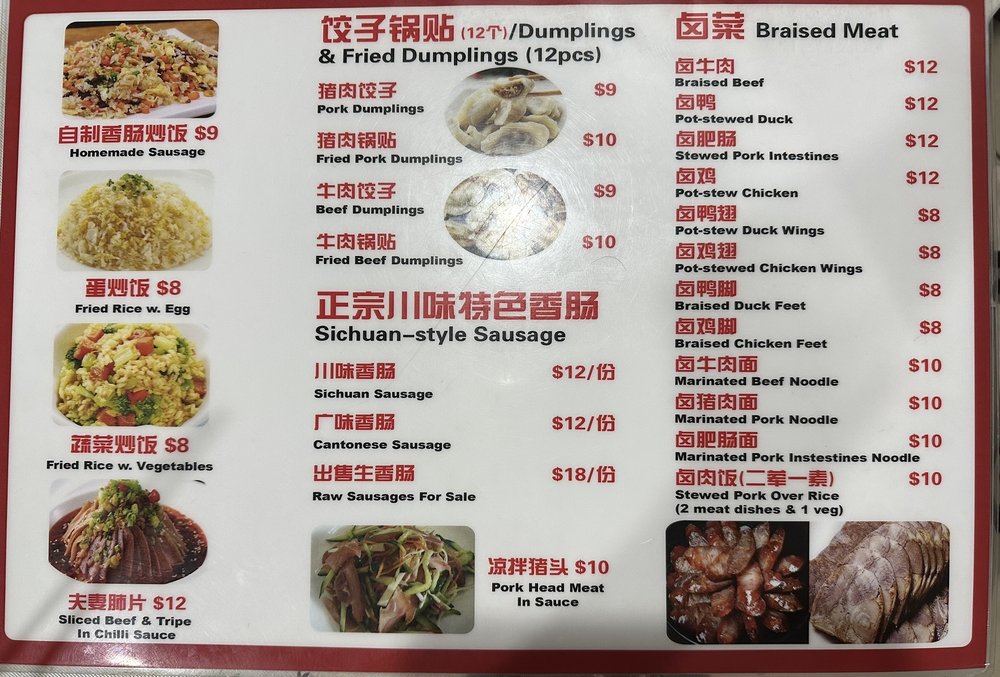 自制香肠炒饭 $9
Homemade Sausage
蛋炒饭 $8
Fried Rice w. Egg
蔬菜炒饭 $8
Fried Rice w. Vegetables
夫妻肺片 $12
Sliced Beef & Tripe
In Chilli Sauce
饺子锅贴 (12个)/Dumplings
& Fried Dumplings (12pcs)
猪肉饺子 $9
Pork Dumplings
猪肉锅贴 $10
Fried Pork Dumplings
牛肉饺子 $9
Beef Dumplings
牛肉锅贴 $10
Fried Beef Dumplings
正宗川味特色香肠
Sichuan-style Sausage
川味香肠 $12/份
Sichuan Sausage
广味香肠 $12/份
Cantonese Sausage
出售生香肠 $18/份
Raw Sausages For Sale
凉拌猪头 $10
Pork Head Meat
In Sauce
卤菜 Braised Meat
卤牛肉 $12
Braised Beef
卤鸭 $12
Pot-stewed Duck
卤肥肠 $12
Stewed Pork Intestines
卤鸡 $12
Pot-stew Chicken
卤鸭翅 $8
Pot-stew Duck Wings
卤鸡翅 $8
Pot-stewed Chicken Wings
卤鸭脚 $8
Braised Duck Feet
卤鸡脚 $8
Braised Chicken Feet
卤牛肉面 $10
Marinated Beef Noodle
卤猪肉面 $10
Marinated Pork Noodle
卤肥肠面 $10
Marinated Pork Instestines Noodle
卤肉饭(二荤一素) $10
Stewed Pork Over Rice
(2 meat dishes & 1 veg)